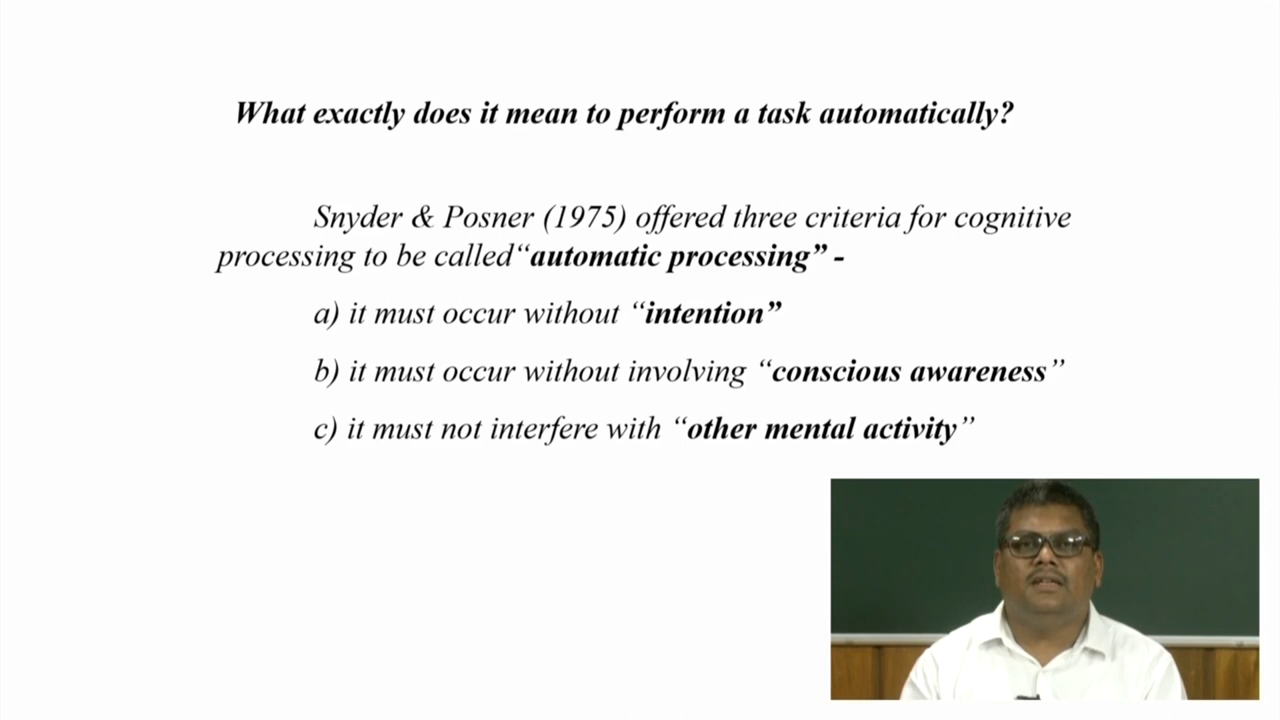 What exactly does it mean to perform a task automatically?
Snyder & Posner (1975) offered three criteria for cognitive
processing to be called“automatic processing” -
a) it must occur without “intention”
b) it must occur without involving “conscious awareness”
c) it must not interfere with “other mental activity”